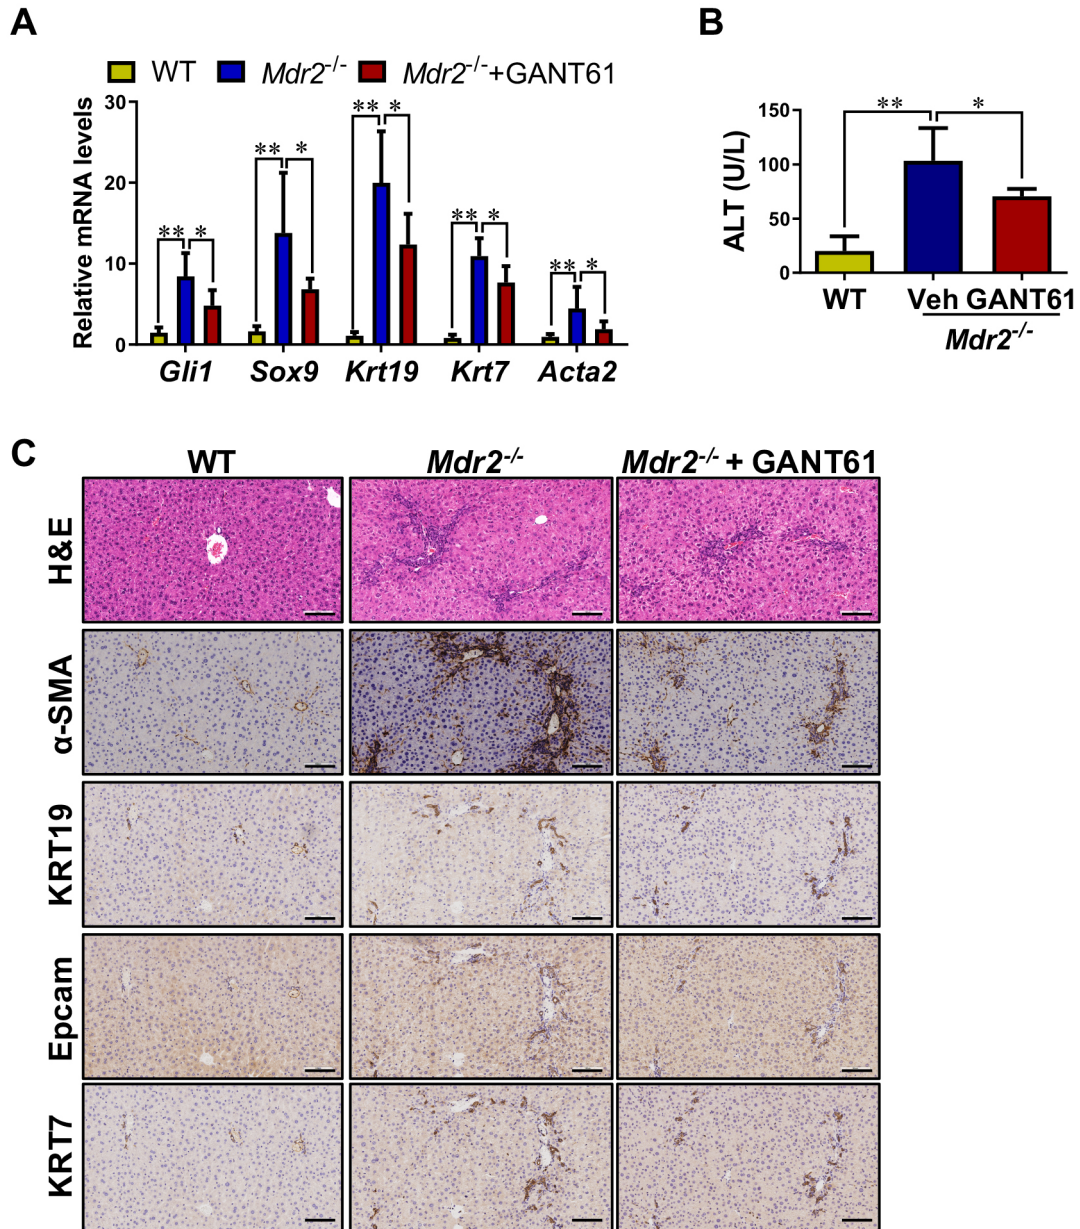 A
WT Mdr2-/- Mdr2-/-+GANT61
Relative mRNA levels
30
20
10
0
** * ** * ** * ** * ** *
Gli1 Sox9 Krt19 Krt7 Acta2
B
ALT (U/L)
150
100
50
0
** *
WT Veh GANT61
Mdr2-/-
C
WT Mdr2-/- Mdr2-/- + GANT61
H&E
α-SMA
KRT19
Epcam
KRT7